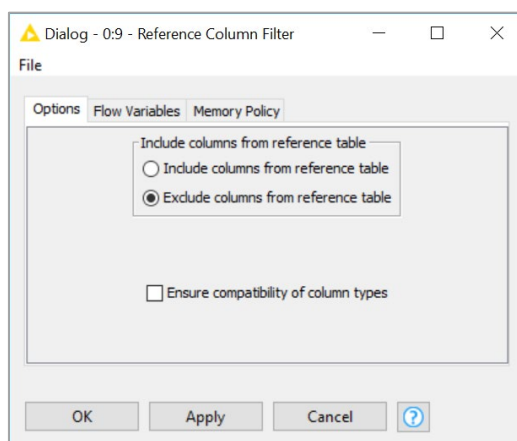 Dialog - 0:9 - Reference Column Filter
File
Options Flow Variables Memory Policy
Include columns from reference table
Include columns from reference table
Exclude columns from reference table
Ensure compatibility of column types
OK Apply Cancel ?